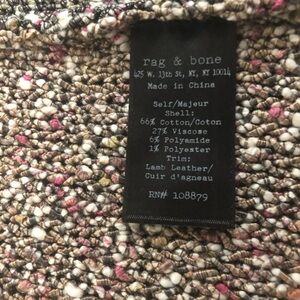 rag & bone
425 W. 13th St, NY, NY 10014
Made in China
Self/Majeur
Shell:
66% Cotton/Coton
27% Viscose
6% Polyamide
1% Polyester
Trim:
Lamb Leather/
Cuir d'agneau
RN# 108879